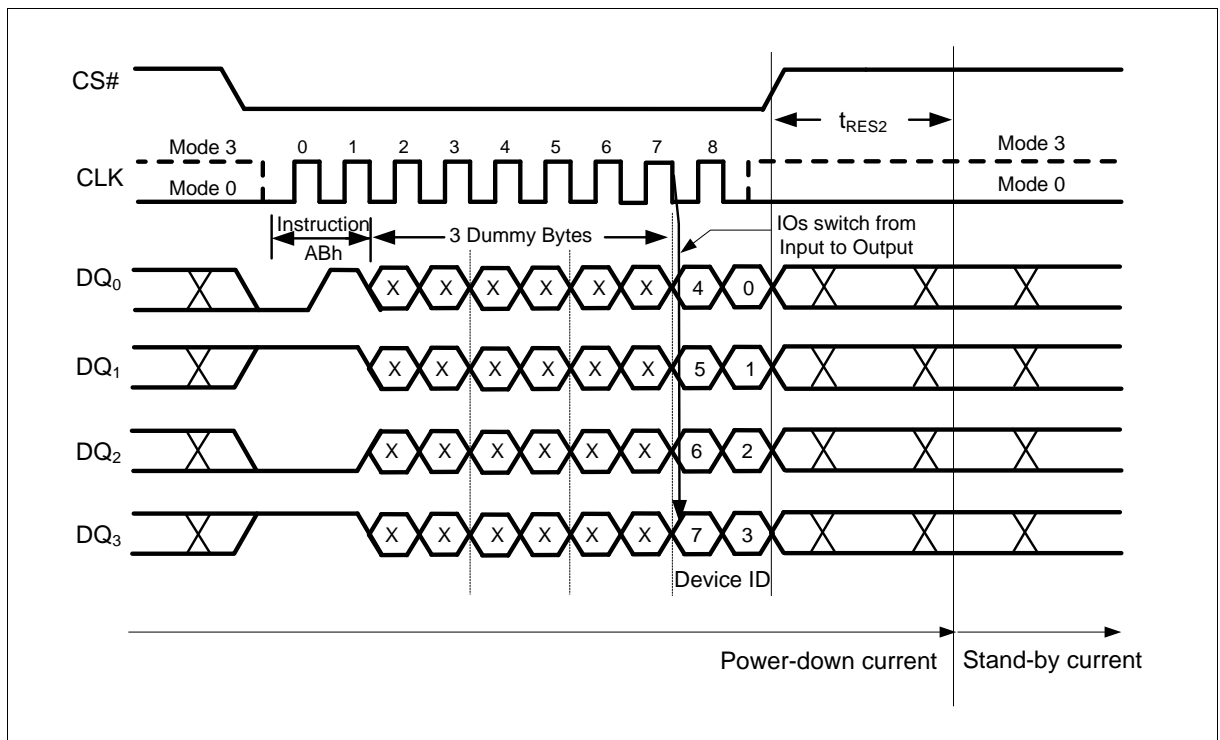 CS#
tRES2
Mode 3
0 1 2 3 4 5 6 7 8
Mode 3
CLK
Mode 0
Mode 0
Instruction
ABh
3 Dummy Bytes
IOs switch from
Input to Output
DQ0
X X X X X X 4 0
DQ1
X X X X X X 5 1
DQ2
X X X X X X 6 2
DQ3
X X X X X X 7 3
Device ID
Power-down current
Stand-by current